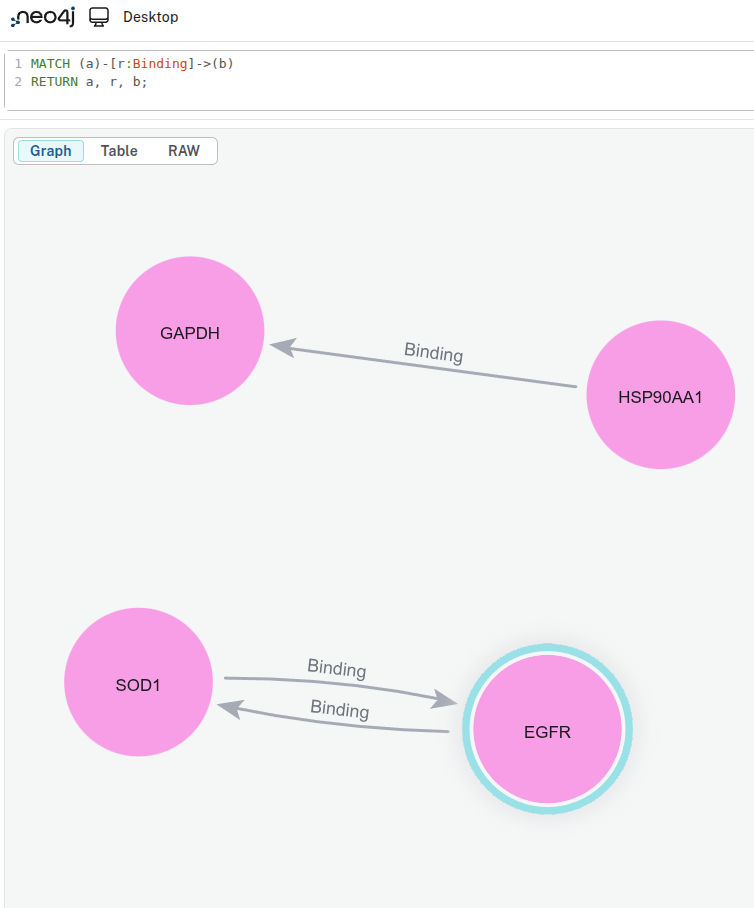 neo4j Desktop
1 MATCH (a)-[r:Binding]->(b)
2 RETURN a, r, b;
Graph Table RAW
GAPDH
Binding
HSP90AA1
SOD1
Binding
Binding
EGFR